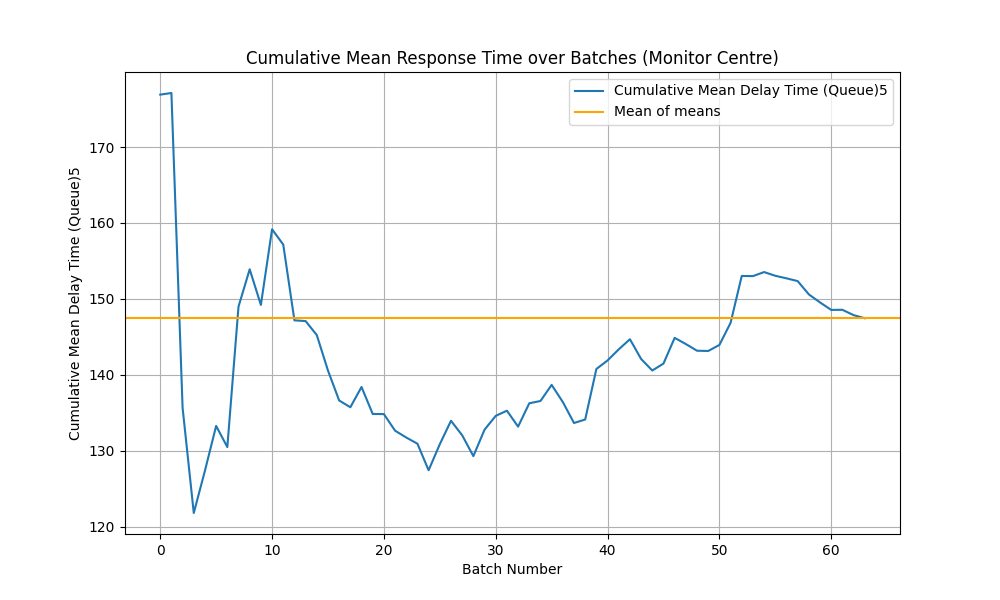 Cumulative Mean Response Time over Batches (Monitor Centre)
Cumulative Mean Delay Time (Queue)5
Mean of means
Cumulative Mean Delay Time (Queue)5
170
160
150
140
130
120
0 10 20 30 40 50 60
Batch Number